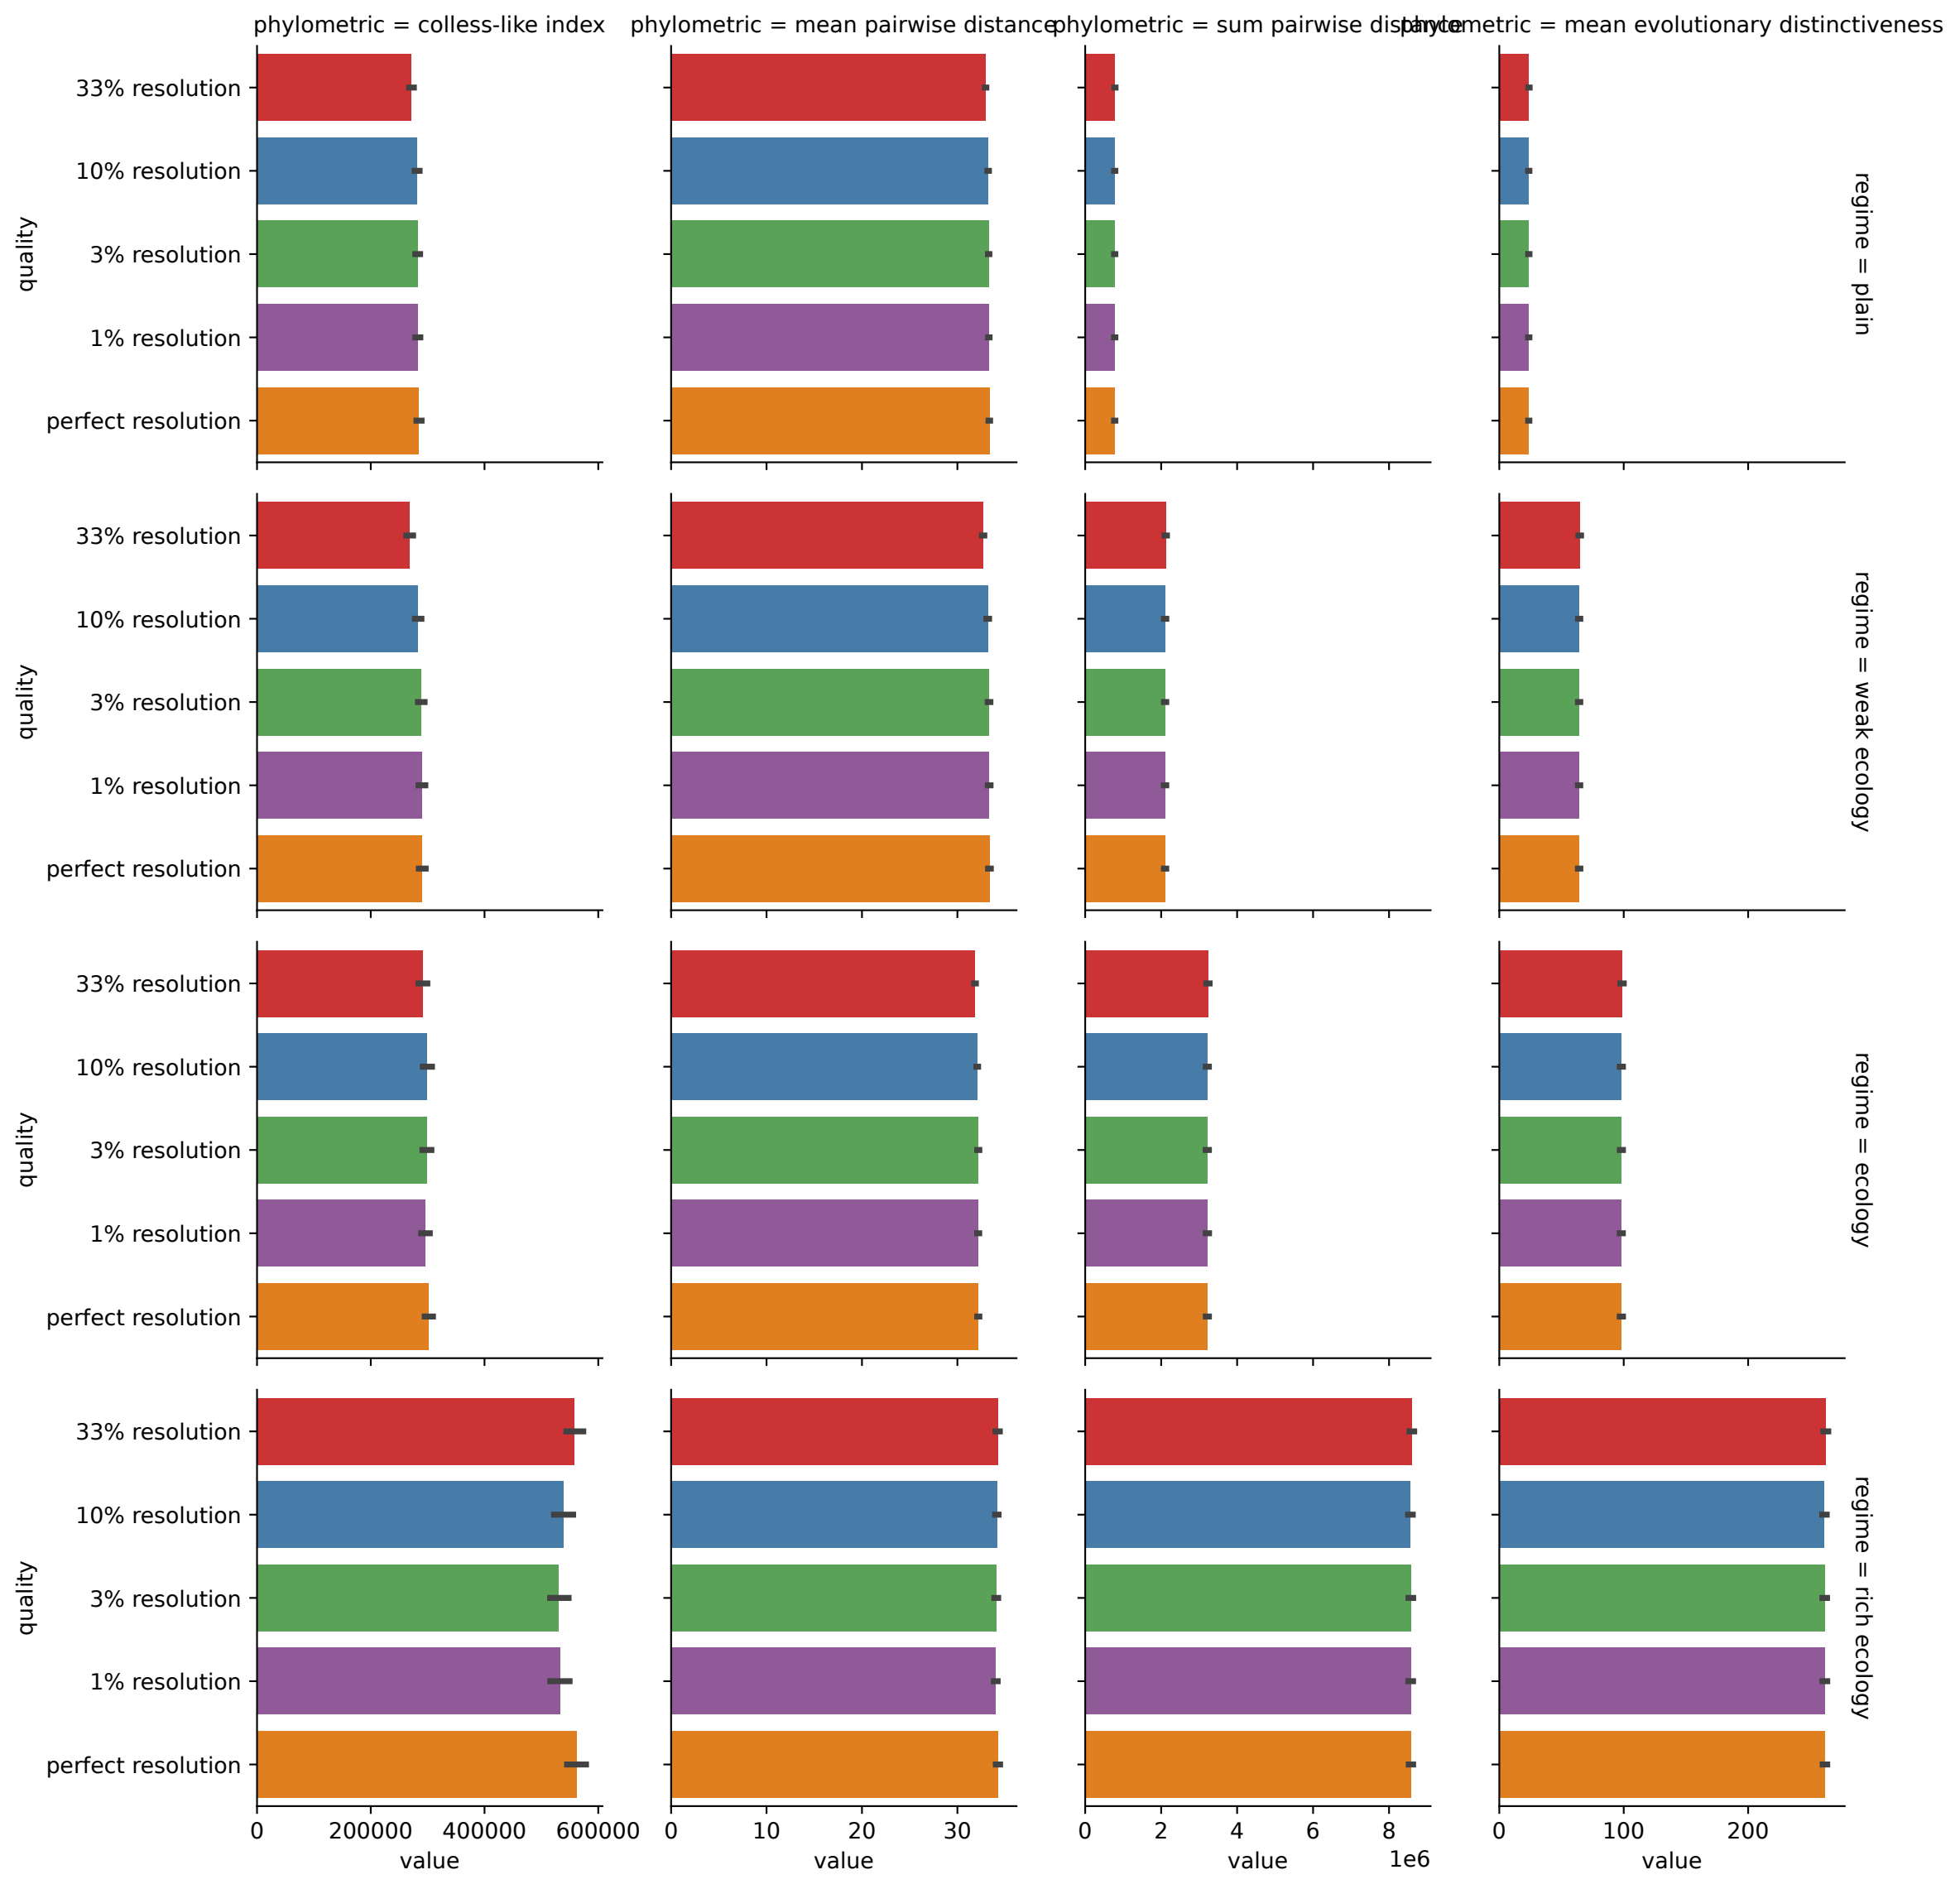 phylometric = colless-like index
phylometric = mean pairwise distance
phylometric = sum pairwise distance
phylometric = mean evolutionary distinctiveness
quality
33% resolution
10% resolution
3% resolution
1% resolution
perfect resolution
regime = plain
quality
33% resolution
10% resolution
3% resolution
1% resolution
perfect resolution
regime = weak ecology
quality
33% resolution
10% resolution
3% resolution
1% resolution
perfect resolution
regime = ecology
quality
33% resolution
10% resolution
3% resolution
1% resolution
perfect resolution
regime = rich ecology
0 200000 400000 600000
value
0 10 20 30
value
0 2 4 6 8
1e6
value
0 100 200
value